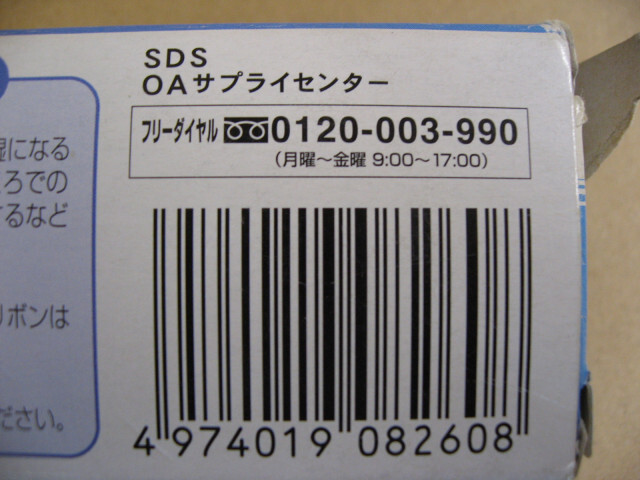 SDS
OAサプライセンター
フリーダイヤル 0120-003-990
(月曜～金曜 9:00～17:00)
4 974019 082608
になる
ろでの
するなど
リボンは
ださい。